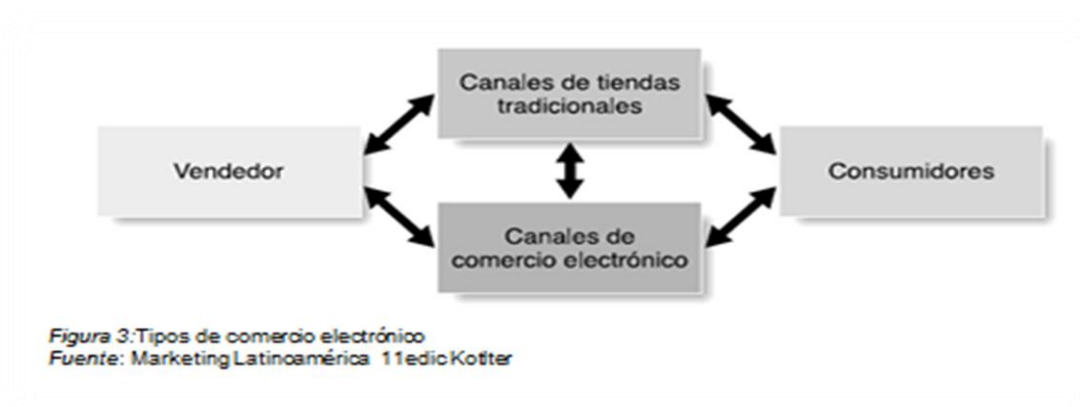 Canales de tiendas
tradicionales
Vendedor
Consumidores
Canales de
comercio electrónico
Figura 3:Tipos de comercio electrónico
Fuente: Marketing Latinoamérica 11edic Kotlter